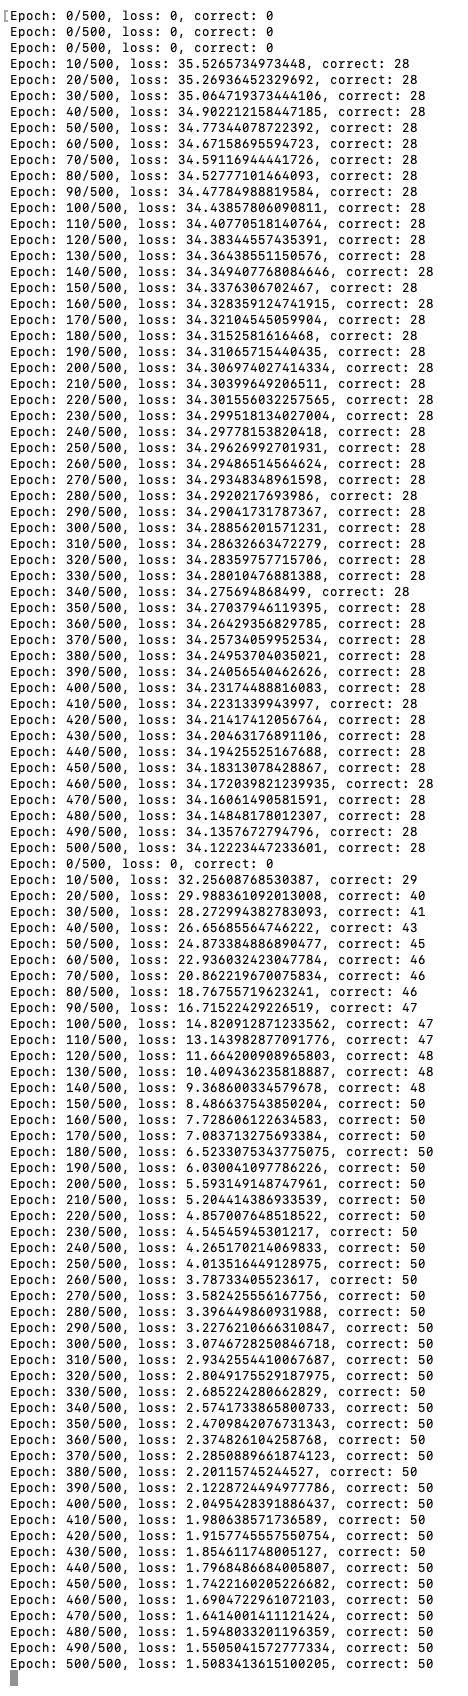 [Epoch: 0/500, loss: 0, correct: 0
Epoch: 0/500, loss: 0, correct: 0
Epoch: 0/500, loss: 0, correct: 0
Epoch: 10/500, loss: 35.5265734973448, correct: 28
Epoch: 20/500, loss: 35.26936452329692, correct: 28
Epoch: 30/500, loss: 35.064719373444106, correct: 28
Epoch: 40/500, loss: 34.902212158447185, correct: 28
Epoch: 50/500, loss: 34.77344078722392, correct: 28
Epoch: 60/500, loss: 34.67158695594723, correct: 28
Epoch: 70/500, loss: 34.59116944441726, correct: 28
Epoch: 80/500, loss: 34.52777101464093, correct: 28
Epoch: 90/500, loss: 34.47784988819584, correct: 28
Epoch: 100/500, loss: 34.43857806090811, correct: 28
Epoch: 110/500, loss: 34.40770518140764, correct: 28
Epoch: 120/500, loss: 34.38344557435391, correct: 28
Epoch: 130/500, loss: 34.36438551150576, correct: 28
Epoch: 140/500, loss: 34.349407768084646, correct: 28
Epoch: 150/500, loss: 34.3376306702467, correct: 28
Epoch: 160/500, loss: 34.328359124741915, correct: 28
Epoch: 170/500, loss: 34.32104545059904, correct: 28
Epoch: 180/500, loss: 34.3152581616468, correct: 28
Epoch: 190/500, loss: 34.31065715440435, correct: 28
Epoch: 200/500, loss: 34.306974027414334, correct: 28
Epoch: 210/500, loss: 34.30399649206511, correct: 28
Epoch: 220/500, loss: 34.301556032257565, correct: 28
Epoch: 230/500, loss: 34.299518134027004, correct: 28
Epoch: 240/500, loss: 34.29778153820418, correct: 28
Epoch: 250/500, loss: 34.29626992701931, correct: 28
Epoch: 260/500, loss: 34.29486514564624, correct: 28
Epoch: 270/500, loss: 34.29348348961598, correct: 28
Epoch: 280/500, loss: 34.2920217693986, correct: 28
Epoch: 290/500, loss: 34.29041731787367, correct: 28
Epoch: 300/500, loss: 34.28856201571231, correct: 28
Epoch: 310/500, loss: 34.28632663472279, correct: 28
Epoch: 320/500, loss: 34.28359757715706, correct: 28
Epoch: 330/500, loss: 34.28010476881388, correct: 28
Epoch: 340/500, loss: 34.275694868499, correct: 28
Epoch: 350/500, loss: 34.27037946119395, correct: 28
Epoch: 360/500, loss: 34.26429356829785, correct: 28
Epoch: 370/500, loss: 34.25734059952534, correct: 28
Epoch: 380/500, loss: 34.24953704035021, correct: 28
Epoch: 390/500, loss: 34.24056540462626, correct: 28
Epoch: 400/500, loss: 34.23174488816083, correct: 28
Epoch: 410/500, loss: 34.2231339943997, correct: 28
Epoch: 420/500, loss: 34.21417412056764, correct: 28
Epoch: 430/500, loss: 34.20463176891106, correct: 28
Epoch: 440/500, loss: 34.19425525167688, correct: 28
Epoch: 450/500, loss: 34.18313078428867, correct: 28
Epoch: 460/500, loss: 34.172039821239935, correct: 28
Epoch: 470/500, loss: 34.16061490581591, correct: 28
Epoch: 480/500, loss: 34.14848178012307, correct: 28
Epoch: 490/500, loss: 34.1357672794796, correct: 28
Epoch: 500/500, loss: 34.12223447233601, correct: 28
Epoch: 0/500, loss: 0, correct: 0
Epoch: 10/500, loss: 32.25608768530387, correct: 29
Epoch: 20/500, loss: 29.988361092013008, correct: 40
Epoch: 30/500, loss: 28.272994382783093, correct: 41
Epoch: 40/500, loss: 26.65685564746222, correct: 43
Epoch: 50/500, loss: 24.873384886890477, correct: 45
Epoch: 60/500, loss: 22.936032423047784, correct: 46
Epoch: 70/500, loss: 20.862219670075834, correct: 46
Epoch: 80/500, loss: 18.76755719623241, correct: 46
Epoch: 90/500, loss: 16.71522429226519, correct: 47
Epoch: 100/500, loss: 14.820912871233562, correct: 47
Epoch: 110/500, loss: 13.143982877091776, correct: 47
Epoch: 120/500, loss: 11.664200908965803, correct: 48
Epoch: 130/500, loss: 10.409436235818887, correct: 48
Epoch: 140/500, loss: 9.368600334579678, correct: 48
Epoch: 150/500, loss: 8.486637543850204, correct: 50
Epoch: 160/500, loss: 7.728606122634583, correct: 50
Epoch: 170/500, loss: 7.083713275693384, correct: 50
Epoch: 180/500, loss: 6.5233075343775075, correct: 50
Epoch: 190/500, loss: 6.030041097786226, correct: 50
Epoch: 200/500, loss: 5.593149148747961, correct: 50
Epoch: 210/500, loss: 5.204414386933539, correct: 50
Epoch: 220/500, loss: 4.857007648518522, correct: 50
Epoch: 230/500, loss: 4.54545945301217, correct: 50
Epoch: 240/500, loss: 4.265170214069833, correct: 50
Epoch: 250/500, loss: 4.013516449128975, correct: 50
Epoch: 260/500, loss: 3.78733405523617, correct: 50
Epoch: 270/500, loss: 3.582425556167756, correct: 50
Epoch: 280/500, loss: 3.396449860931988, correct: 50
Epoch: 290/500, loss: 3.2276210666310847, correct: 50
Epoch: 300/500, loss: 3.0746728250846718, correct: 50
Epoch: 310/500, loss: 2.9342554410067687, correct: 50
Epoch: 320/500, loss: 2.8049175529187975, correct: 50
Epoch: 330/500, loss: 2.685224280662829, correct: 50
Epoch: 340/500, loss: 2.5741733865800733, correct: 50
Epoch: 350/500, loss: 2.4709842076731343, correct: 50
Epoch: 360/500, loss: 2.374826104258768, correct: 50
Epoch: 370/500, loss: 2.2850889661874123, correct: 50
Epoch: 380/500, loss: 2.20115745244527, correct: 50
Epoch: 390/500, loss: 2.1228724494977786, correct: 50
Epoch: 400/500, loss: 2.0495428391886437, correct: 50
Epoch: 410/500, loss: 1.980638571736589, correct: 50
Epoch: 420/500, loss: 1.9157745557550754, correct: 50
Epoch: 430/500, loss: 1.854611748005127, correct: 50
Epoch: 440/500, loss: 1.7968486684005807, correct: 50
Epoch: 450/500, loss: 1.7422160205226682, correct: 50
Epoch: 460/500, loss: 1.6904722961072103, correct: 50
Epoch: 470/500, loss: 1.6414001411121424, correct: 50
Epoch: 480/500, loss: 1.5948033201196359, correct: 50
Epoch: 490/500, loss: 1.5505041572777334, correct: 50
Epoch: 500/500, loss: 1.5083413615100205, correct: 50